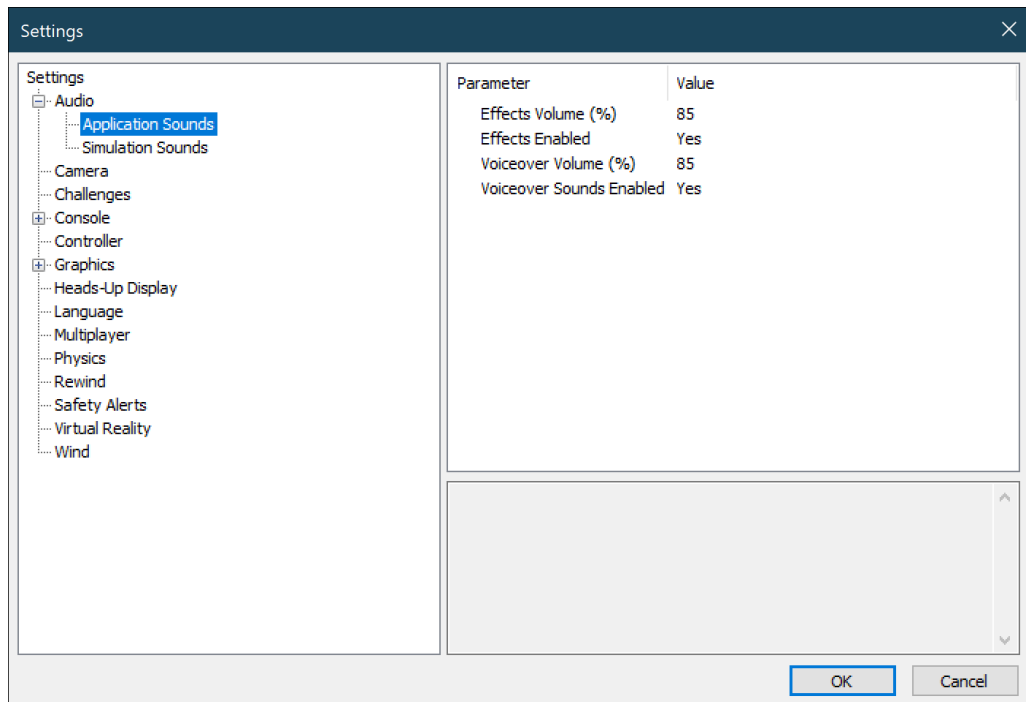 Settings
Settings
Audio
Application Sounds
Simulation Sounds
Camera
Challenges
Console
Controller
Graphics
Heads-Up Display
Language
Multiplayer
Physics
Rewind
Safety Alerts
Virtual Reality
Wind
Parameter Value
Effects Volume (%) 85
Effects Enabled Yes
Voiceover Volume (%) 85
Voiceover Sounds Enabled Yes
OK Cancel